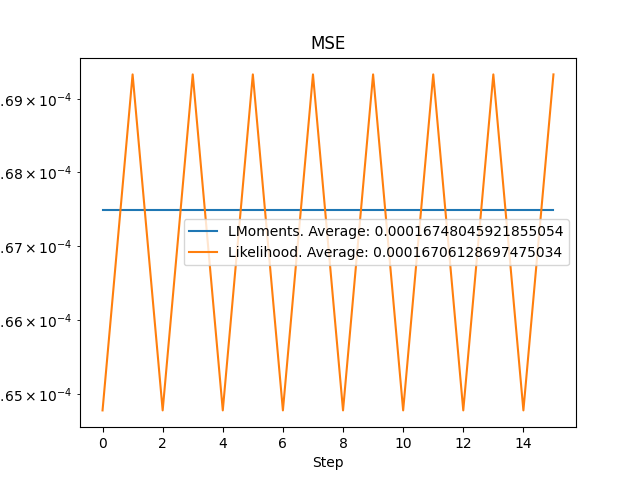 MSE
.69 × 10⁻⁴
.68 × 10⁻⁴
.67 × 10⁻⁴
.66 × 10⁻⁴
.65 × 10⁻⁴
LMoments. Average: 0.00016748045921855054
Likelihood. Average: 0.00016706128697475034
0 2 4 6 8 10 12 14
Step